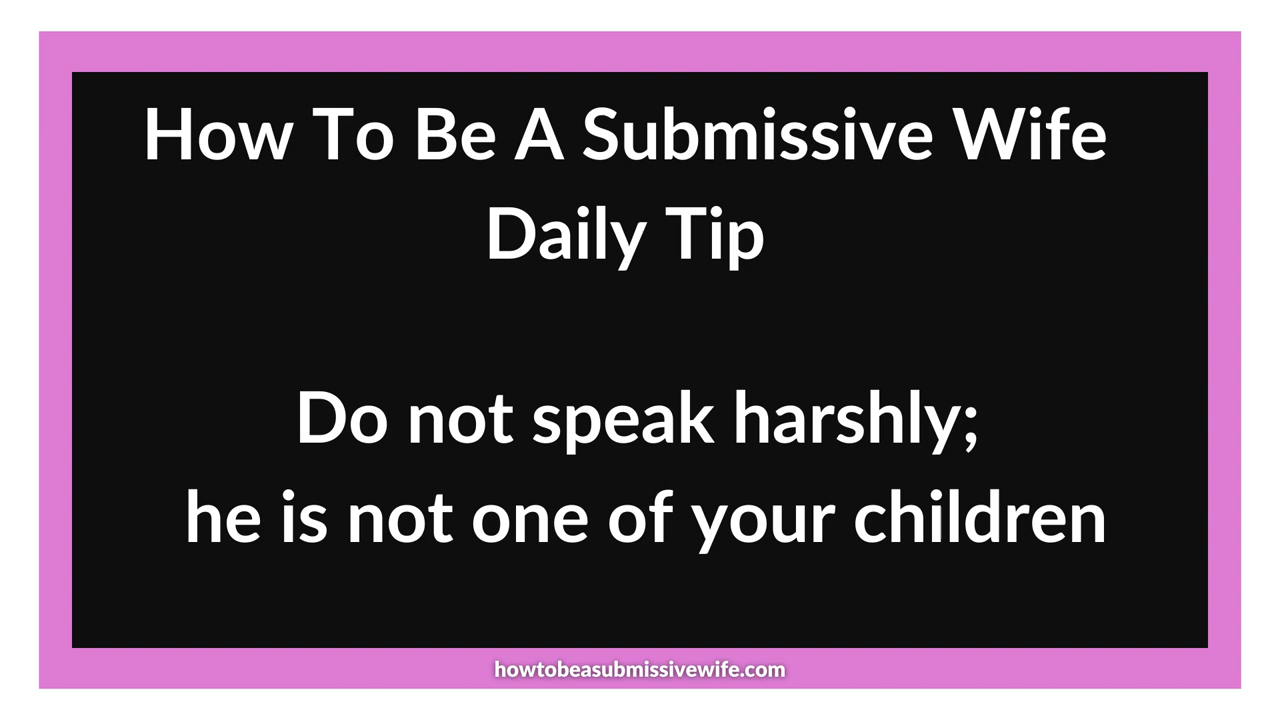 How To Be A Submissive Wife
Daily Tip
Do not speak harshly;
he is not one of your children
howtobeasubmissivewife.com